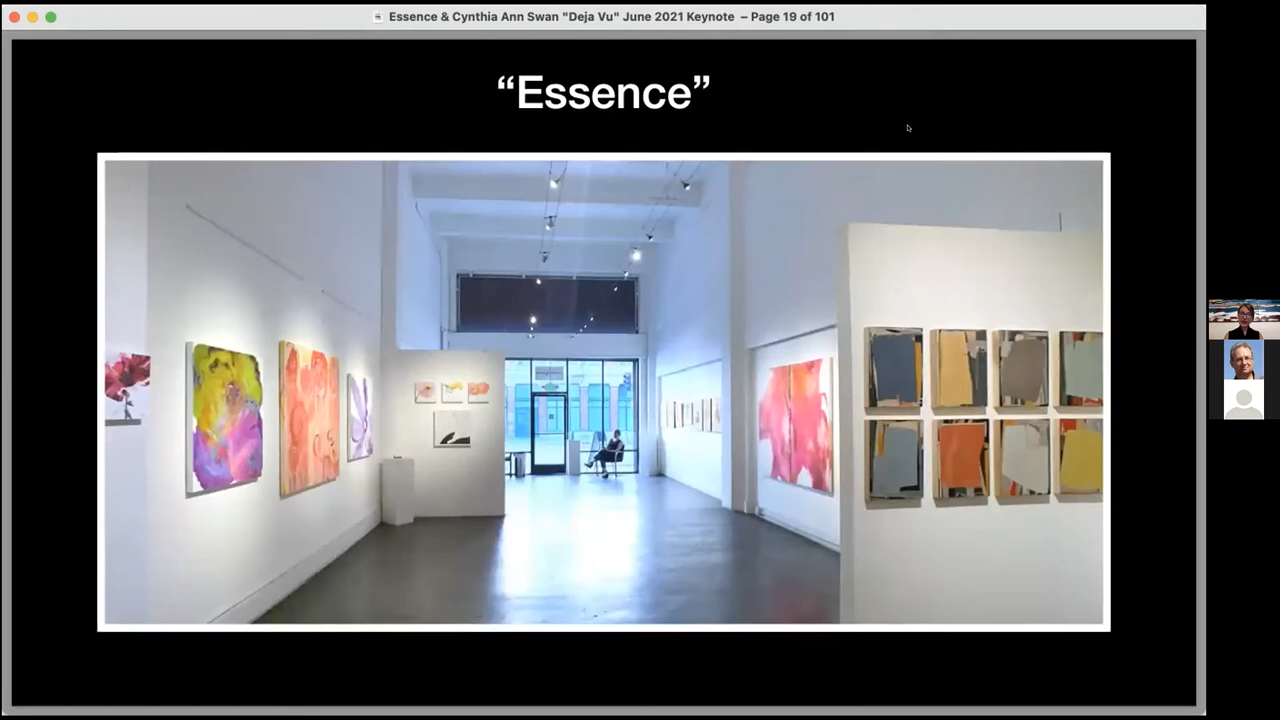 Essence & Cynthia Ann Swan "Deja Vu" June 2021 Keynote – Page 19 of 101
“Essence”